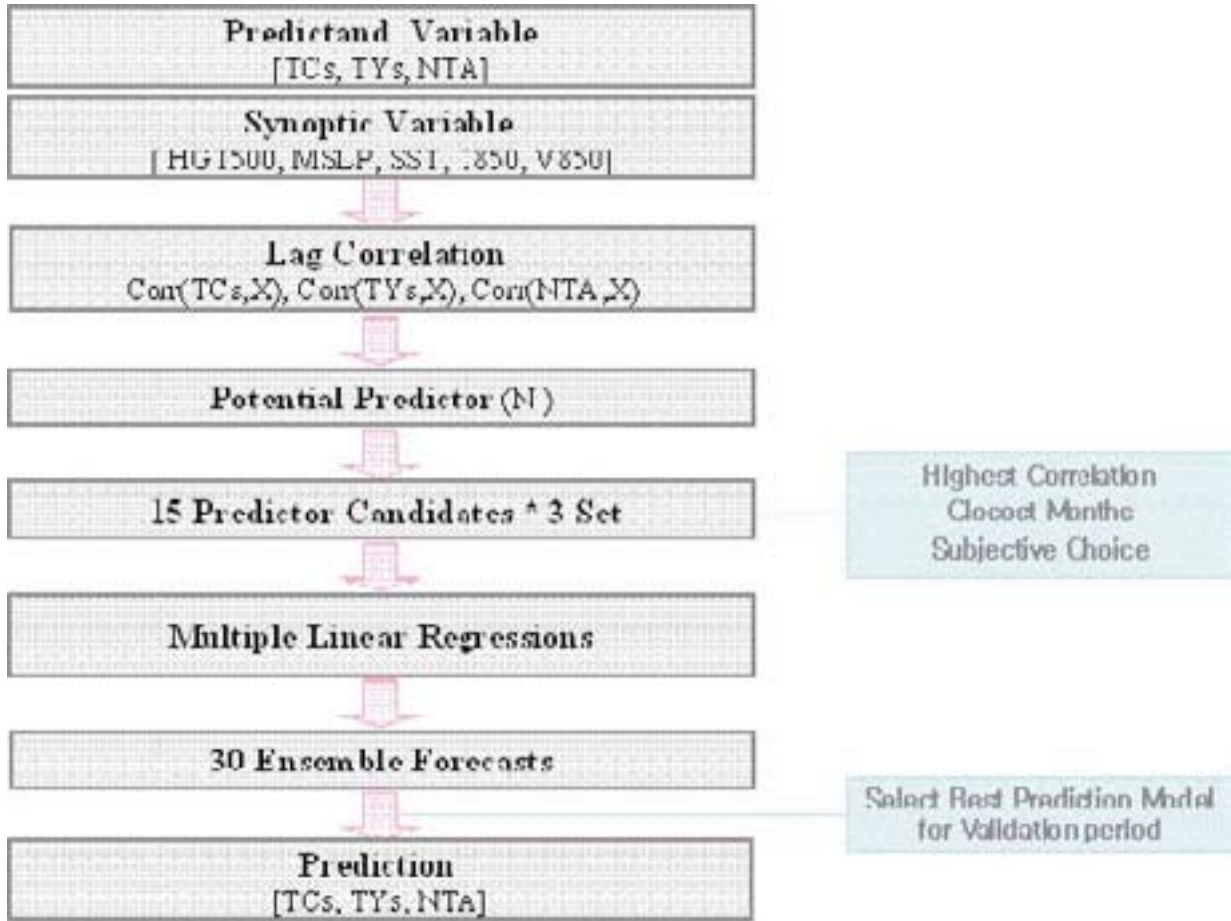 Predictand Variable
[TCs, TYs, NTA]
Synoptic Variable
[HGT500, MSLP, SST, V850]
Lag Correlation
Corr(TCs,X), Corr(TYs,X), Corr(NTA,X)
Potential Predictor (N)
15 Predictor Candidates * 3 Set
Highest Correlation
Closest Months
Subjective Choice
Multiple Linear Regressions
30 Ensemble Forecasts
Select Best Prediction Model
for Validation period
Prediction
[TCs, TYs, NTA]